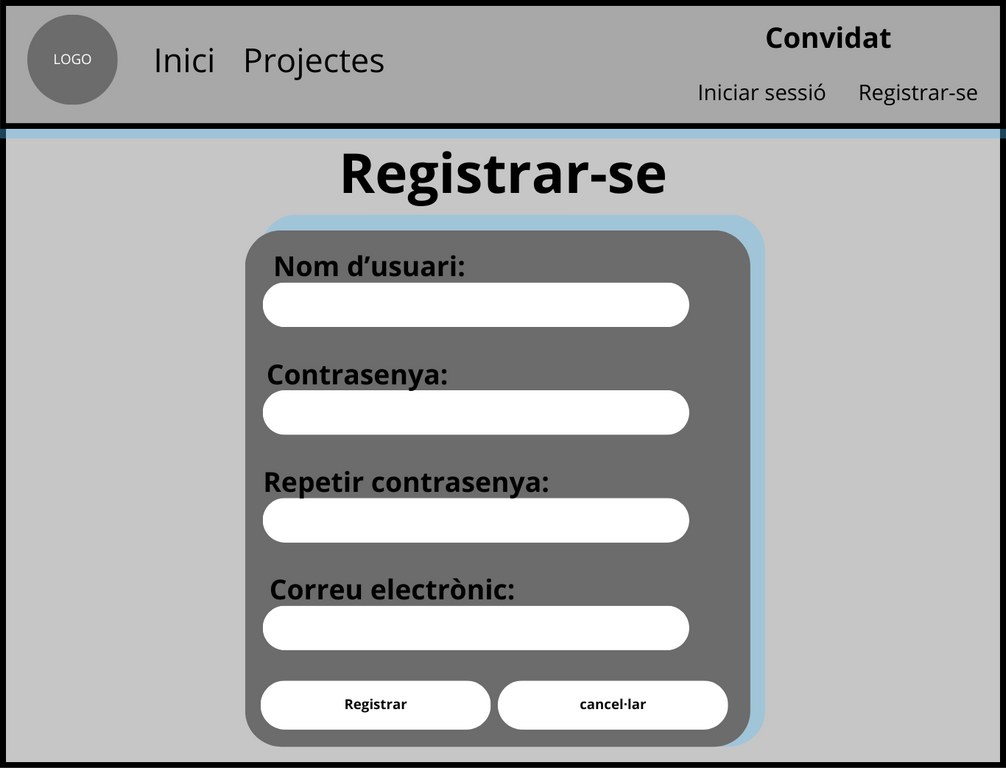 LOGO
Inici Projectes
Convidat
Iniciar sessió Registrar-se
Registrar-se
Nom d’usuari:
Contrasenya:
Repetir contrasenya:
Correu electrònic:
Registrar cancel·lar